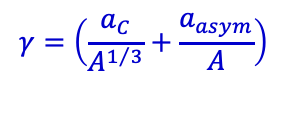 γ = (a_C / A^{1/3} + a_{asym} / A)